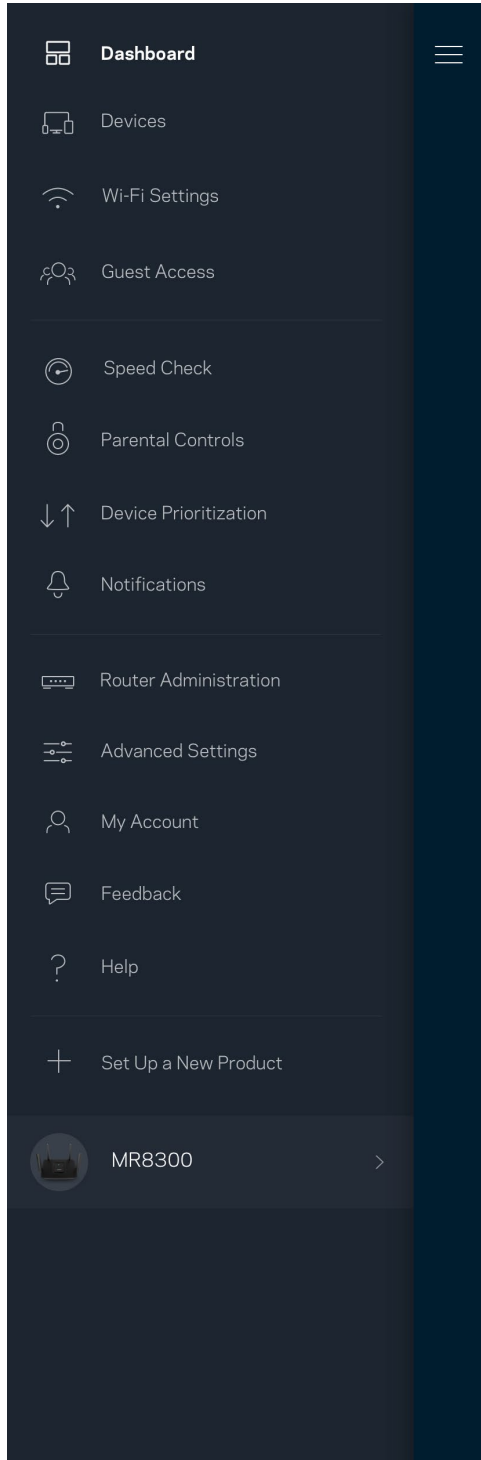 Dashboard
Devices
Wi-Fi Settings
Guest Access
Speed Check
Parental Controls
Device Prioritization
Notifications
Router Administration
Advanced Settings
My Account
Feedback
Help
Set Up a New Product
MR8300